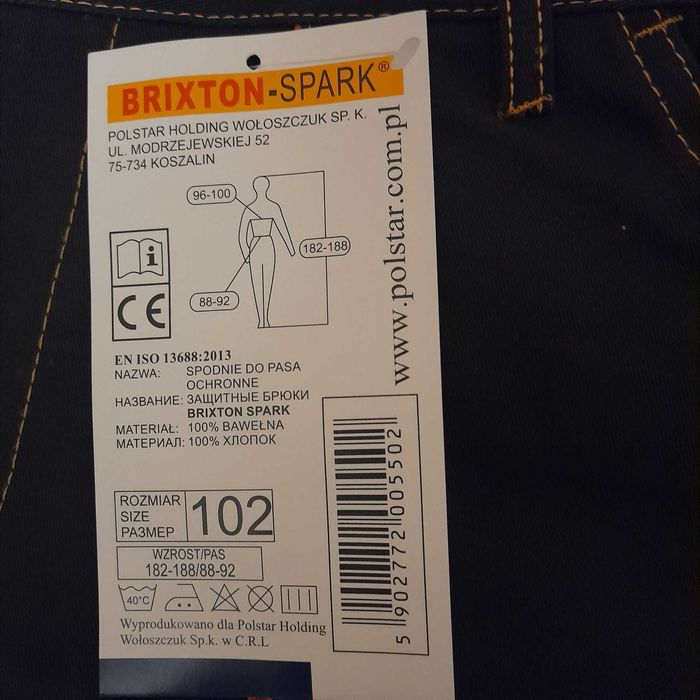 BRIXTON-SPARK®
POLSTAR HOLDING WOŁOSZCZUK SP. K.
UL. MODRZEJEWSKIEJ 52
75-734 KOSZALIN
www.polstar.com.pl
96-100
182-188
88-92
i
CE
EN ISO 13688:2013
NAZWA: SPODNIE DO PASA
OCHRONNE
НАЗВАНИЕ: ЗАЩИТНЫЕ БРЮКИ
BRIXTON SPARK
MATERIAŁ: 100% BAWEŁNA
МАТЕРИАЛ: 100% ХЛОПОК
ROZMIAR
SIZE
РАЗМЕР
102
WZROST/PAS
182-188/88-92
40°C
Wyprodukowano dla Polstar Holding
Wołoszczuk Sp.k. w C.R.L
5 902772 005502